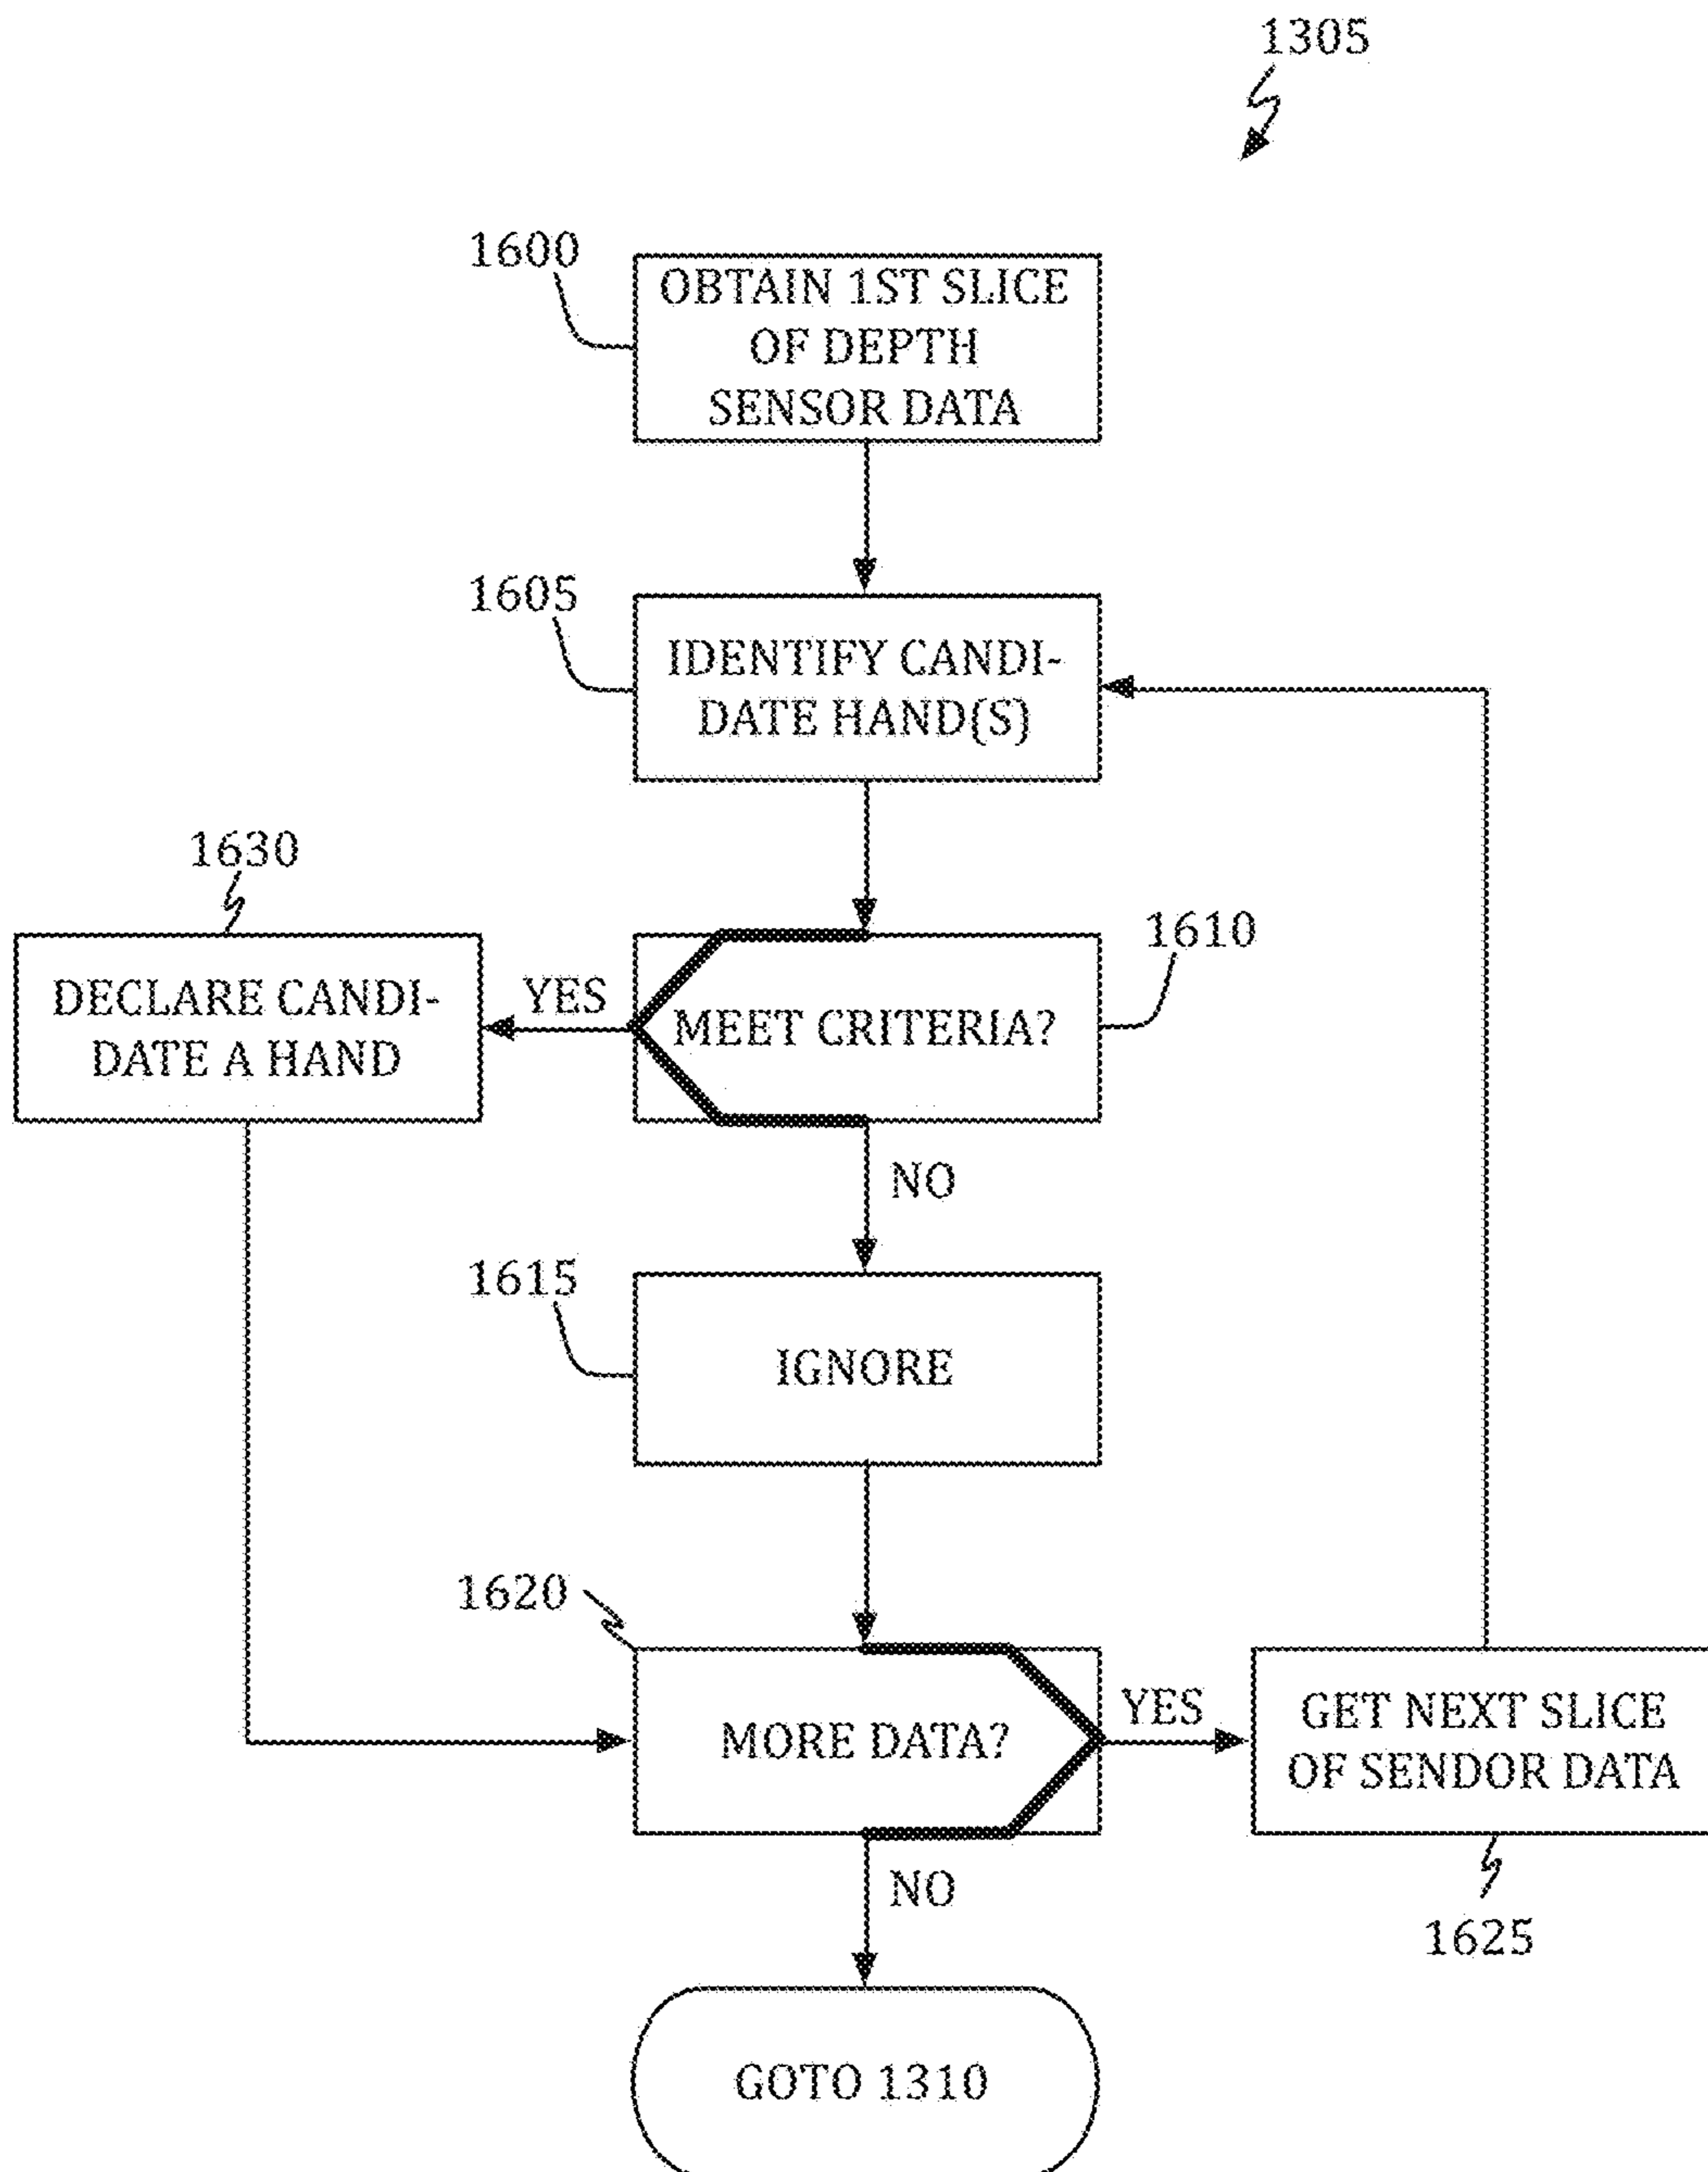 1305
1600
OBTAIN 1ST SLICE
OF DEPTH
SENSOR DATA
1605
IDENTIFY CANDI-
DATE HAND(S)
1630
DECLARE CANDI-
DATE A HAND
YES
MEET CRITERIA?
1610
NO
1615
IGNORE
1620
MORE DATA?
YES
GET NEXT SLICE
OF SENDOR DATA
1625
NO
GOTO 1310